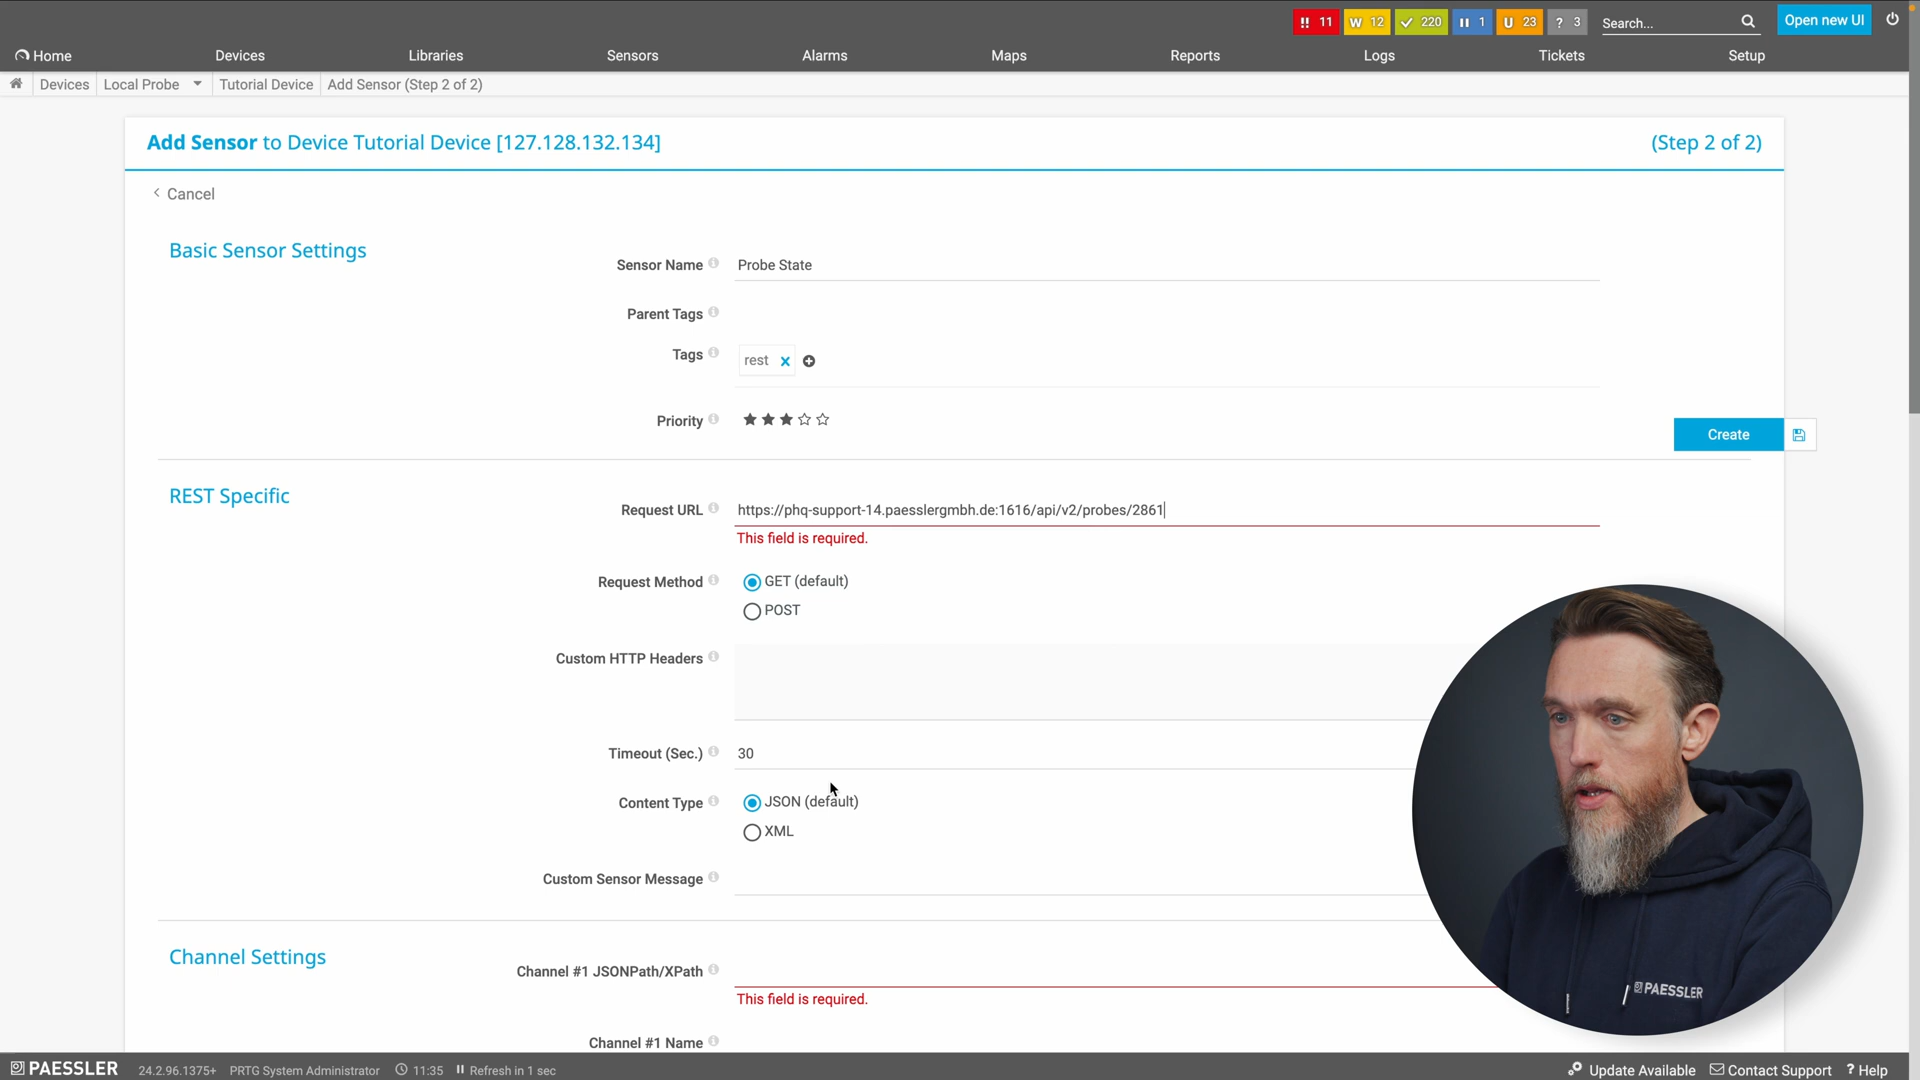 !! 11 W 12 220 1 U 23 ? 3 Search... Open new UI
Home Devices Libraries Sensors Alarms Maps Reports Logs Tickets Setup
Devices Local Probe Tutorial Device Add Sensor (Step 2 of 2)
Add Sensor to Device Tutorial Device [127.128.132.134] (Step 2 of 2)
< Cancel
Basic Sensor Settings
Sensor Name Probe State
Parent Tags
Tags rest x
Priority
Create
REST Specific
Request URL https://phq-support-14.paesslergmbh.de:1616/api/v2/probes/2861
This field is required.
Request Method GET (default)
POST
Custom HTTP Headers
Timeout (Sec.) 30
Content Type JSON (default)
XML
Custom Sensor Message
Channel Settings
Channel #1 JSONPath/XPath
This field is required.
Channel #1 Name
PAESSLER
PAESSLER 24.2.96.1375+ PRTG System Administrator 11:35 Refresh in 1 sec Update Available Contact Support ? Help